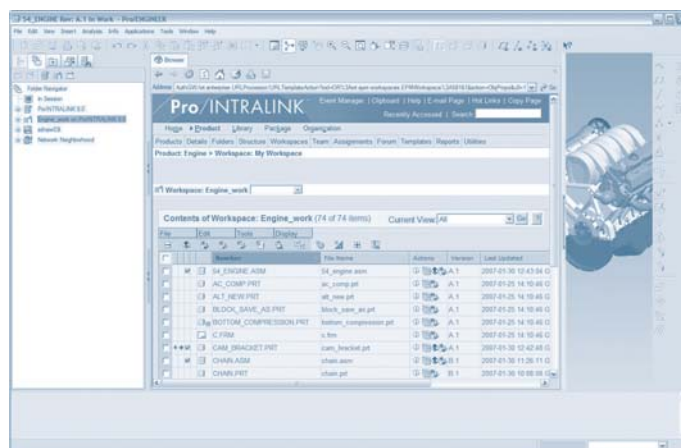 54_ENGINE Rev: A.1 In Work - Pro/ENGINEER
File Edit View Insert Analysis Info Applications Tools Window Help
Browser
Folder Navigator
In Session
Pro/INTRALINK 8.0
Engine_work on Pro/INTRALINK 8.0
Network Neighborhood
Address
Go
Pro/INTRALINK
Event Manager | Clipboard | Help | E-mail Page | Hot Links | Copy Page
Recently Accessed | Search
Home Product Library Package Organization
Products Details Folders Structure Workspaces Team Assignments Forum Templates Reports Utilities
Product: Engine > Workspace: My Workspace
Workspace: Engine_work
Contents of Workspace: Engine_work (74 of 74 items) Current View: All Go
File Edit Tools Display
Number File Name Actions Version Last Updated
54_ENGINE.ASM 54_engine.asm A.1 2007-01-30 12:43:04
AC_COMP.PRT ac_comp.prt A.1 2007-01-25 14:10:46
ALT_NEW.PRT alt_new.prt A.1 2007-01-25 14:10:46
BLOCK_SAVE_AS.PRT block_save_as.prt A.1 2007-01-25 14:10:46
BOTTOM_COMPRESSION.PRT bottom_compression.prt A.1 2007-01-25 14:10:46
C.FRM c.frm A.1 2007-01-25 14:10:46
CAM_BRACKET.PRT cam_bracket.prt A.1 2007-01-30 12:42:48
CHAIN.ASM chain.asm B.1 2007-01-30 11:26:11
CHAIN.PRT chain.prt B.1 2007-01-30 10:08:08